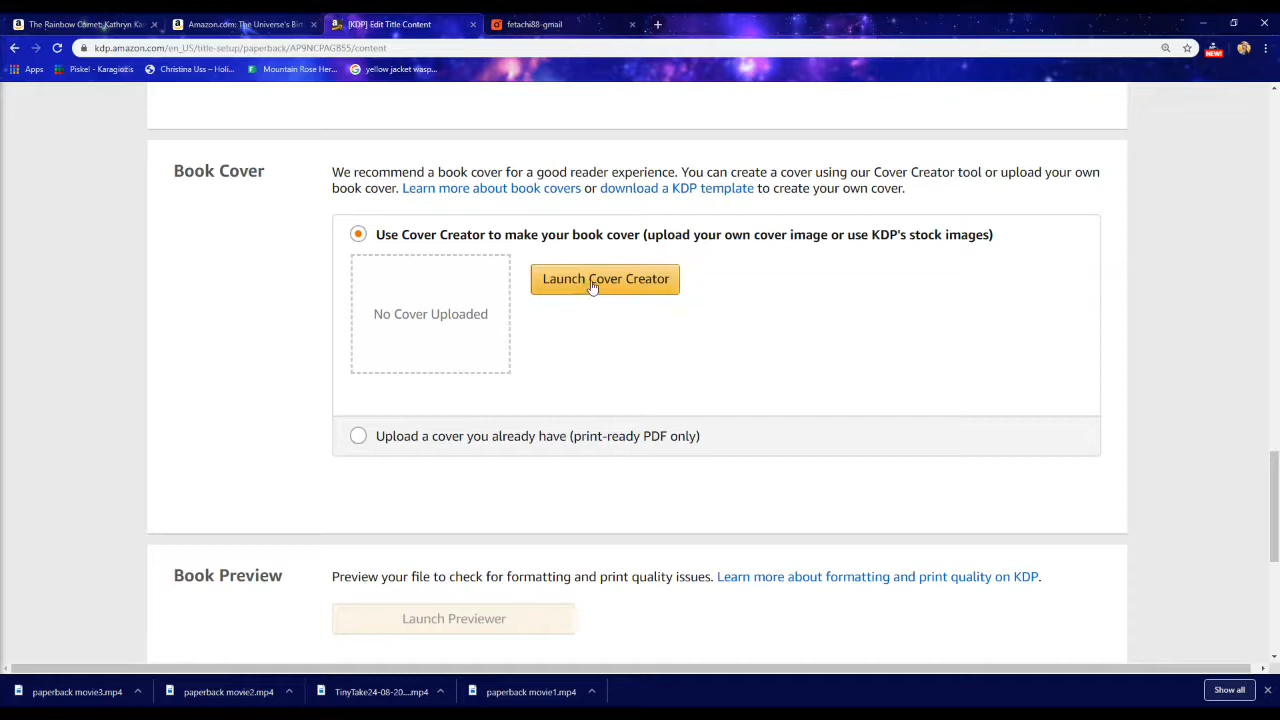 The Rainbow Comet: Kathryn Ka
Amazon.com: The Universe's Bir
[KDP] Edit Title Content
fetachi88-gmail
kdp.amazon.com/en_US/title-setup/paperback/AP9NCPAGB55/content
Apps
Piskel - Karagiozis
Christina Uss – Holi...
Mountain Rose Her...
yellow jacket wasp...
NEW!
Book Cover
We recommend a book cover for a good reader experience. You can create a cover using our Cover Creator tool or upload your own
book cover. Learn more about book covers or download a KDP template to create your own cover.
Use Cover Creator to make your book cover (upload your own cover image or use KDP's stock images)
Launch Cover Creator
No Cover Uploaded
Upload a cover you already have (print-ready PDF only)
Book Preview
Preview your file to check for formatting and print quality issues. Learn more about formatting and print quality on KDP.
Launch Previewer
paperback movie3.mp4
paperback movie2.mp4
TinyTake24-08-20....mp4
paperback movie1.mp4
Show all